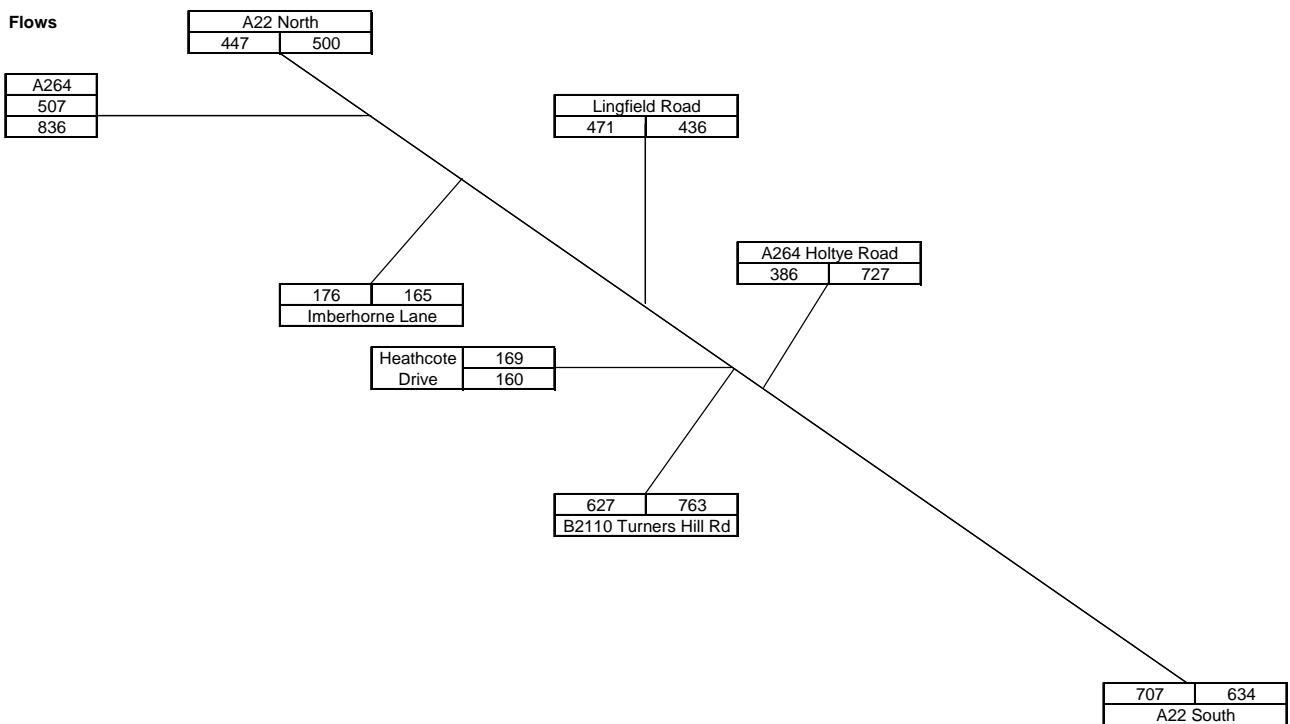 Flows
A22 North
447 500
A264
507
836
Lingfield Road
471 436
A264 Holtye Road
386 727
176 165
Imberhorne Lane
Heathcote 169
Drive 160
627 763
B2110 Turners Hill Rd
707 634
A22 South